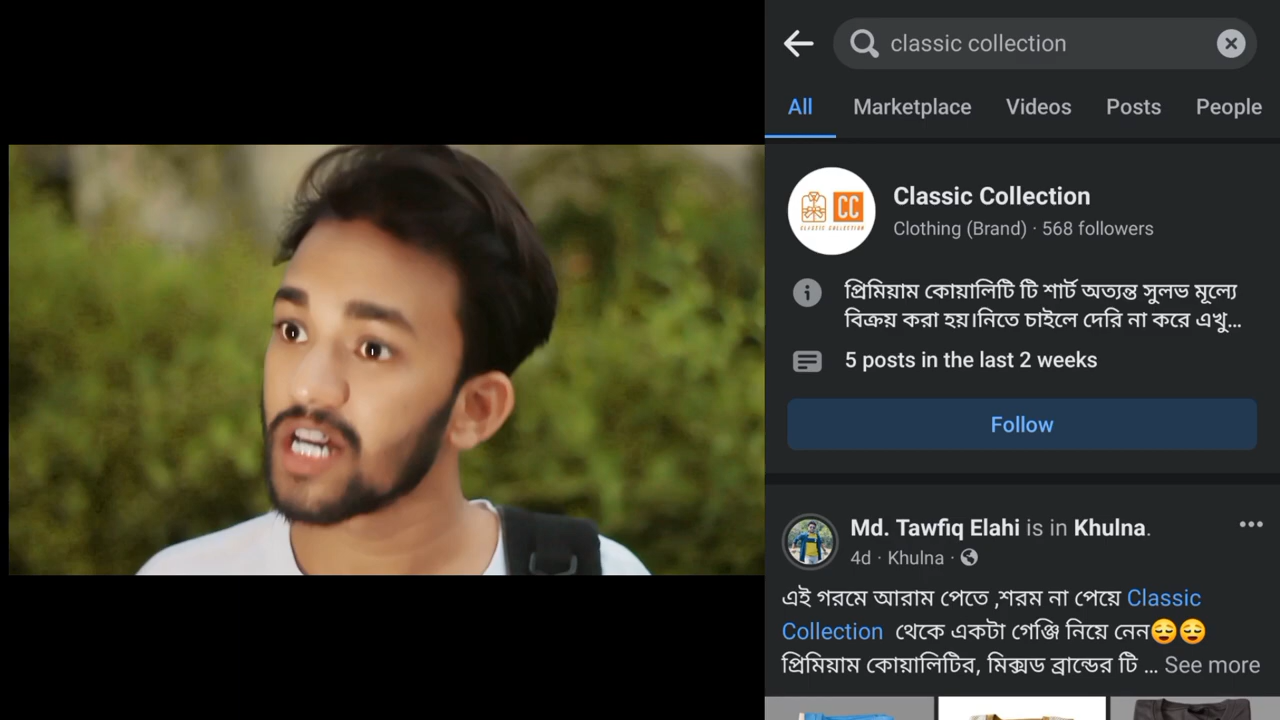 classic collection
All Marketplace Videos Posts People
CC
CLASSIC COLLECTION
Classic Collection
Clothing (Brand) · 568 followers
প্রিমিয়াম কোয়ালিটি টি শার্ট অত্যন্ত সুলভ মূল্যে
বিক্রয় করা হয়।নিতে চাইলে দেরি না করে এখু...
5 posts in the last 2 weeks
Follow
Md. Tawfiq Elahi is in Khulna.
4d · Khulna ·
এই গরমে আরাম পেতে ,শরম না পেয়ে Classic
Collection থেকে একটা গেঞ্জি নিয়ে নেন😌😌
প্রিমিয়াম কোয়ালিটির, মিক্সড ব্রান্ডের টি ... See more